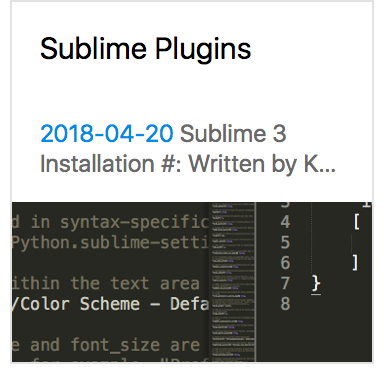 Sublime Plugins
2018-04-20 Sublime 3
Installation #: Written by K...
d in syntax-specific
Python.sublime-setti
ithin the text area
/Color Scheme - Defa
e and font_size are
4 [
5
6 ]
7 }
8